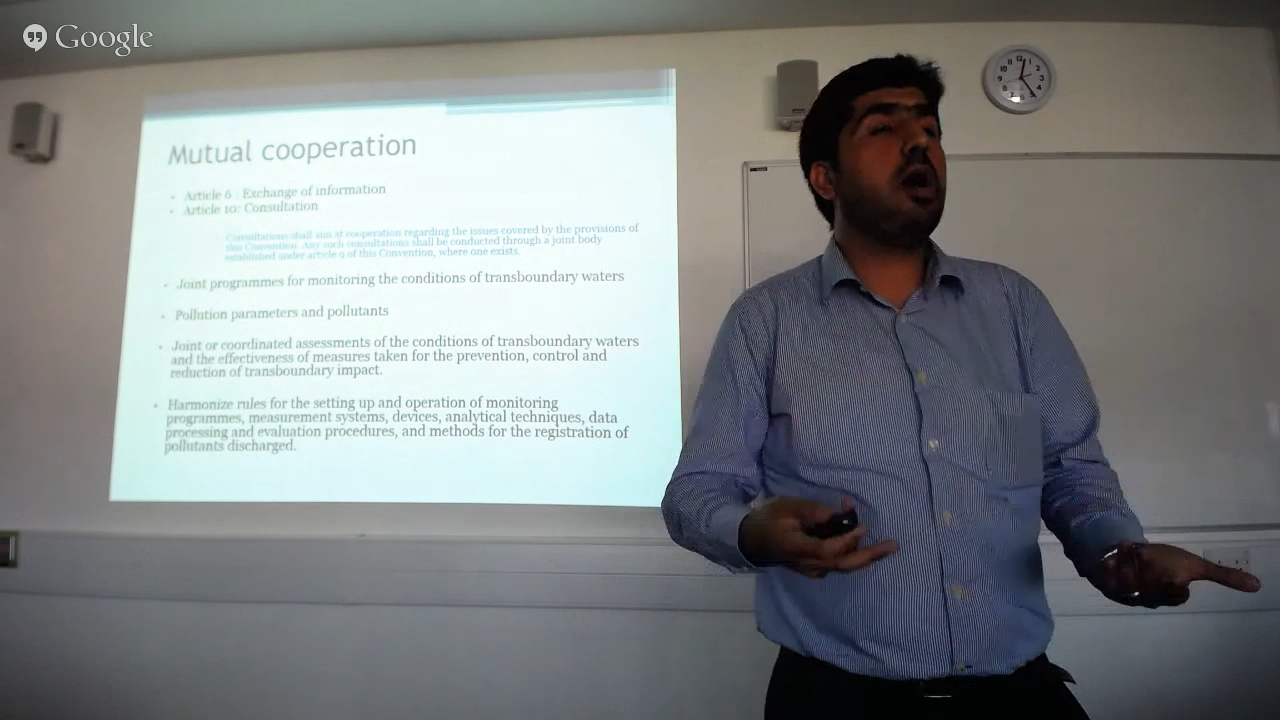 Google
Mutual cooperation
Article 6 : Exchange of information
Article 10: Consultation
Consultations shall aim at cooperation regarding the issues covered by the provisions of
this Convention. Any such consultations shall be conducted through a joint body
established under article 9 of this Convention, where one exists.
Joint programmes for monitoring the conditions of transboundary waters
Pollution parameters and pollutants
Joint or coordinated assessments of the conditions of transboundary waters
and the effectiveness of measures taken for the prevention, control and
reduction of transboundary impact.
Harmonize rules for the setting up and operation of monitoring
programmes, measurement systems, devices, analytical techniques, data
processing and evaluation procedures, and methods for the registration of
pollutants discharged.